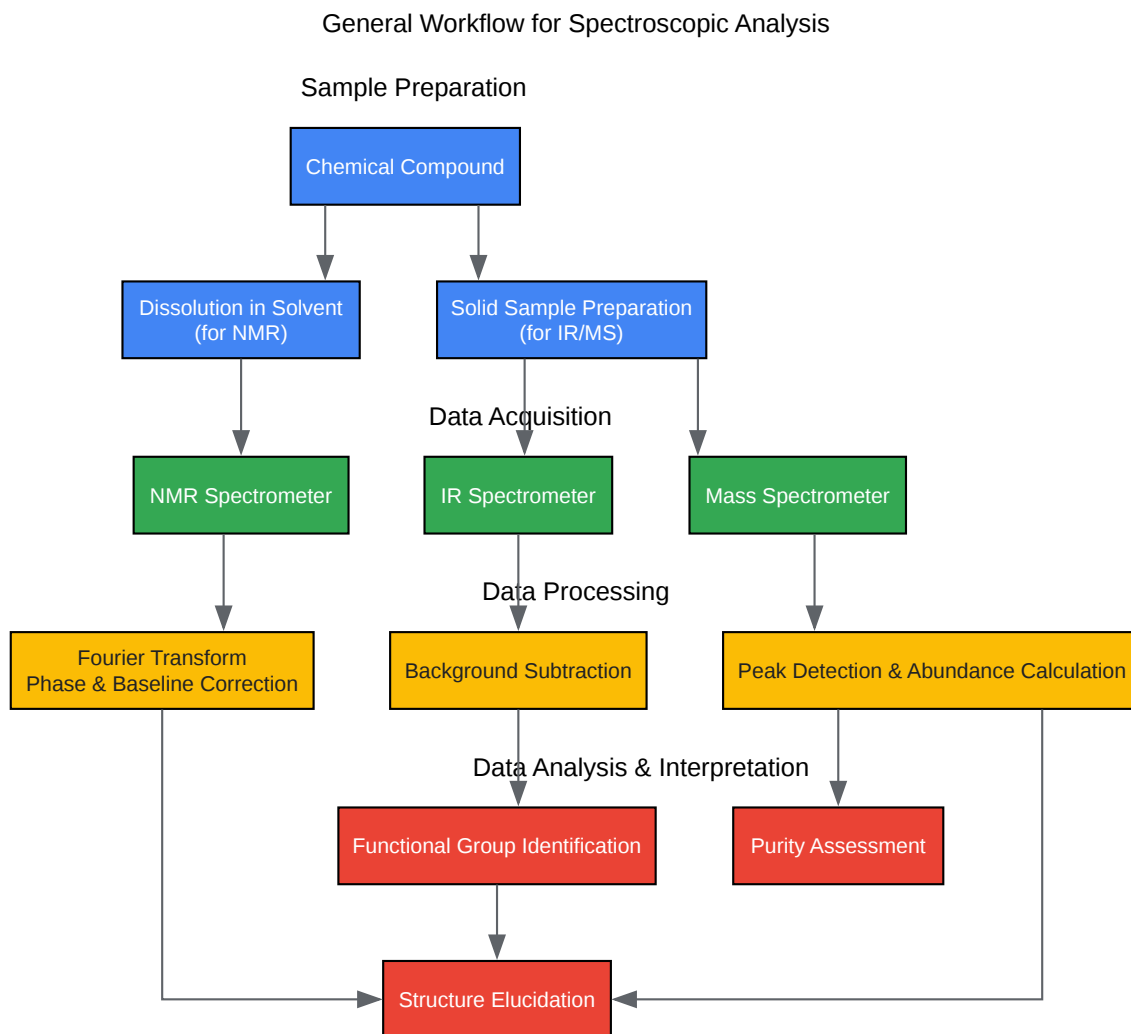 General Workflow for Spectroscopic Analysis
Sample Preparation
Chemical Compound
Dissolution in Solvent
(for NMR)
Solid Sample Preparation
(for IR/MS)
Data Acquisition
NMR Spectrometer
IR Spectrometer
Mass Spectrometer
Data Processing
Fourier Transform
Phase & Baseline Correction
Background Subtraction
Peak Detection & Abundance Calculation
Data Analysis & Interpretation
Functional Group Identification
Purity Assessment
Structure Elucidation